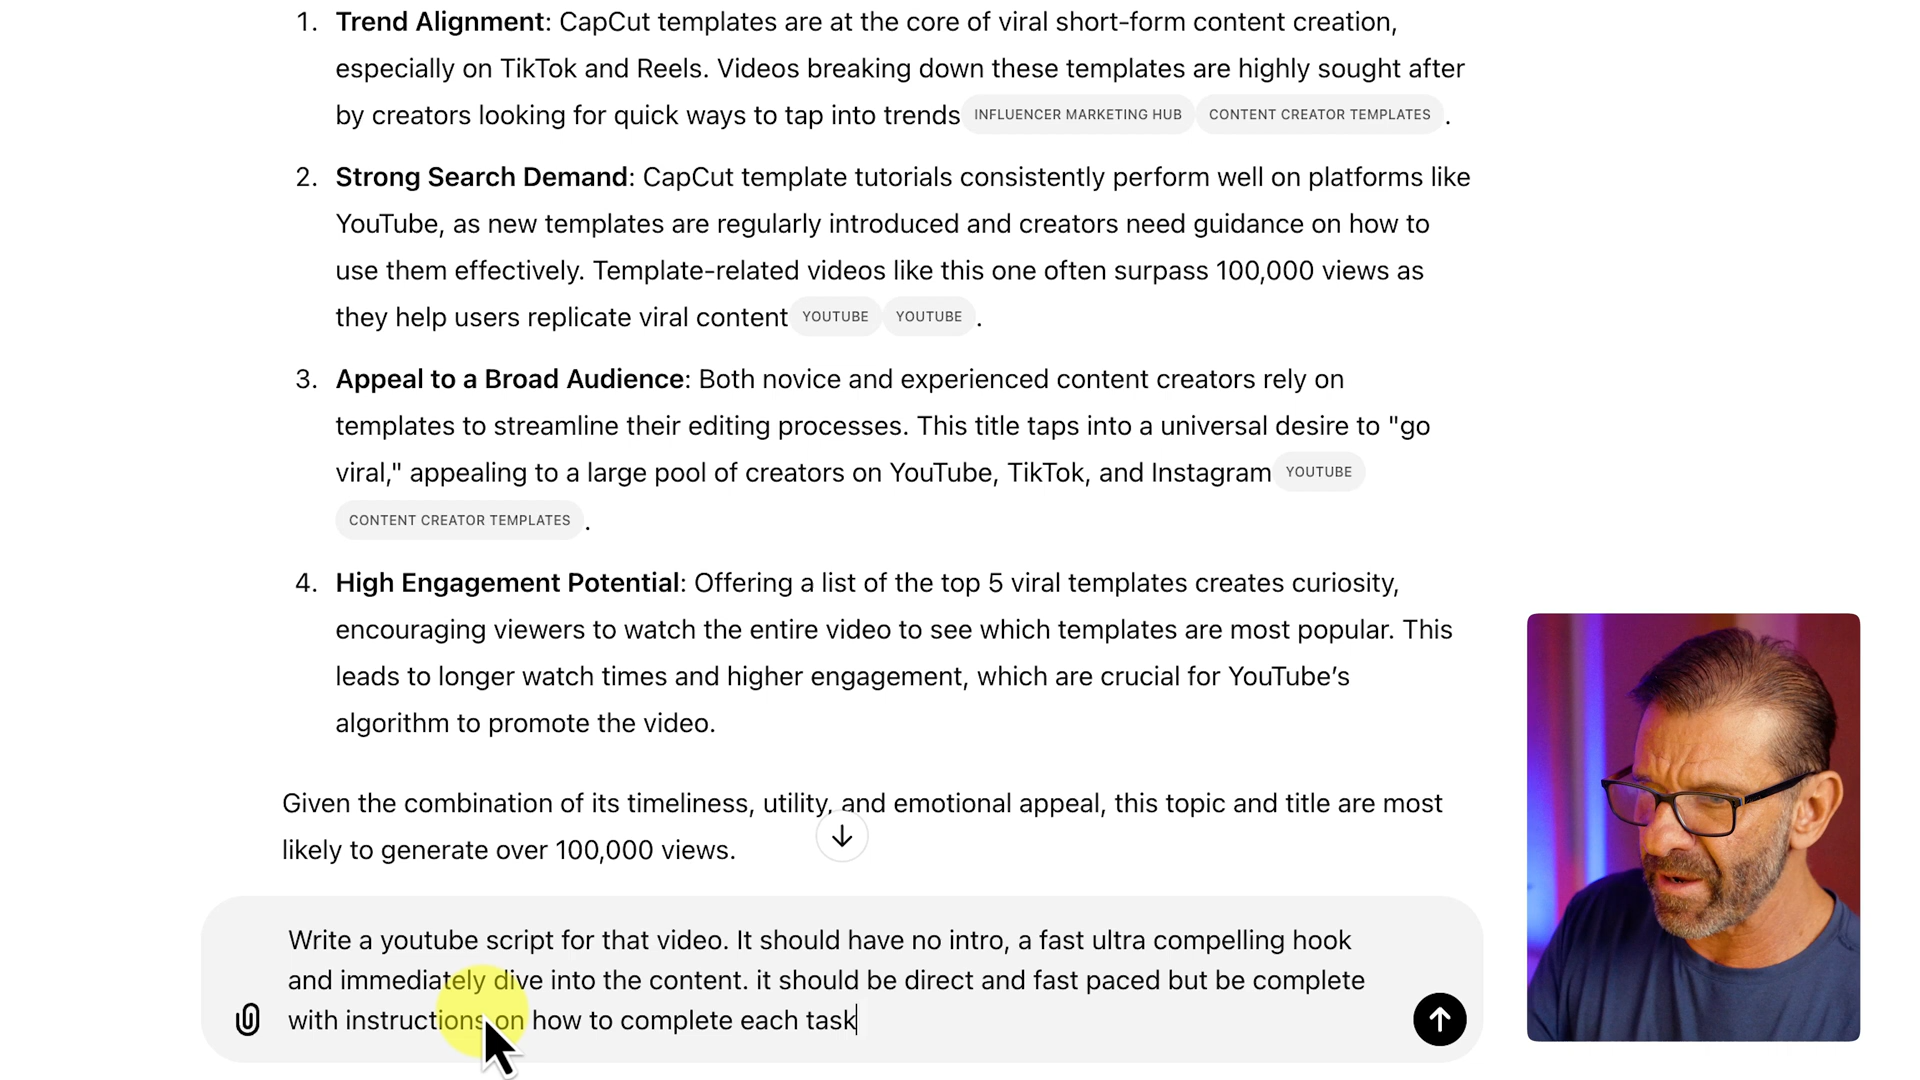 1. Trend Alignment: CapCut templates are at the core of viral short-form content creation,
especially on TikTok and Reels. Videos breaking down these templates are highly sought after
by creators looking for quick ways to tap into trends INFLUENCER MARKETING HUB CONTENT CREATOR TEMPLATES .
2. Strong Search Demand: CapCut template tutorials consistently perform well on platforms like
YouTube, as new templates are regularly introduced and creators need guidance on how to
use them effectively. Template-related videos like this one often surpass 100,000 views as
they help users replicate viral content YOUTUBE YOUTUBE .
3. Appeal to a Broad Audience: Both novice and experienced content creators rely on
templates to streamline their editing processes. This title taps into a universal desire to "go
viral," appealing to a large pool of creators on YouTube, TikTok, and Instagram YOUTUBE
CONTENT CREATOR TEMPLATES .
4. High Engagement Potential: Offering a list of the top 5 viral templates creates curiosity,
encouraging viewers to watch the entire video to see which templates are most popular. This
leads to longer watch times and higher engagement, which are crucial for YouTube’s
algorithm to promote the video.
Given the combination of its timeliness, utility, and emotional appeal, this topic and title are most
likely to generate over 100,000 views.
Write a youtube script for that video. It should have no intro, a fast ultra compelling hook
and immediately dive into the content. it should be direct and fast paced but be complete
with instructions on how to complete each task